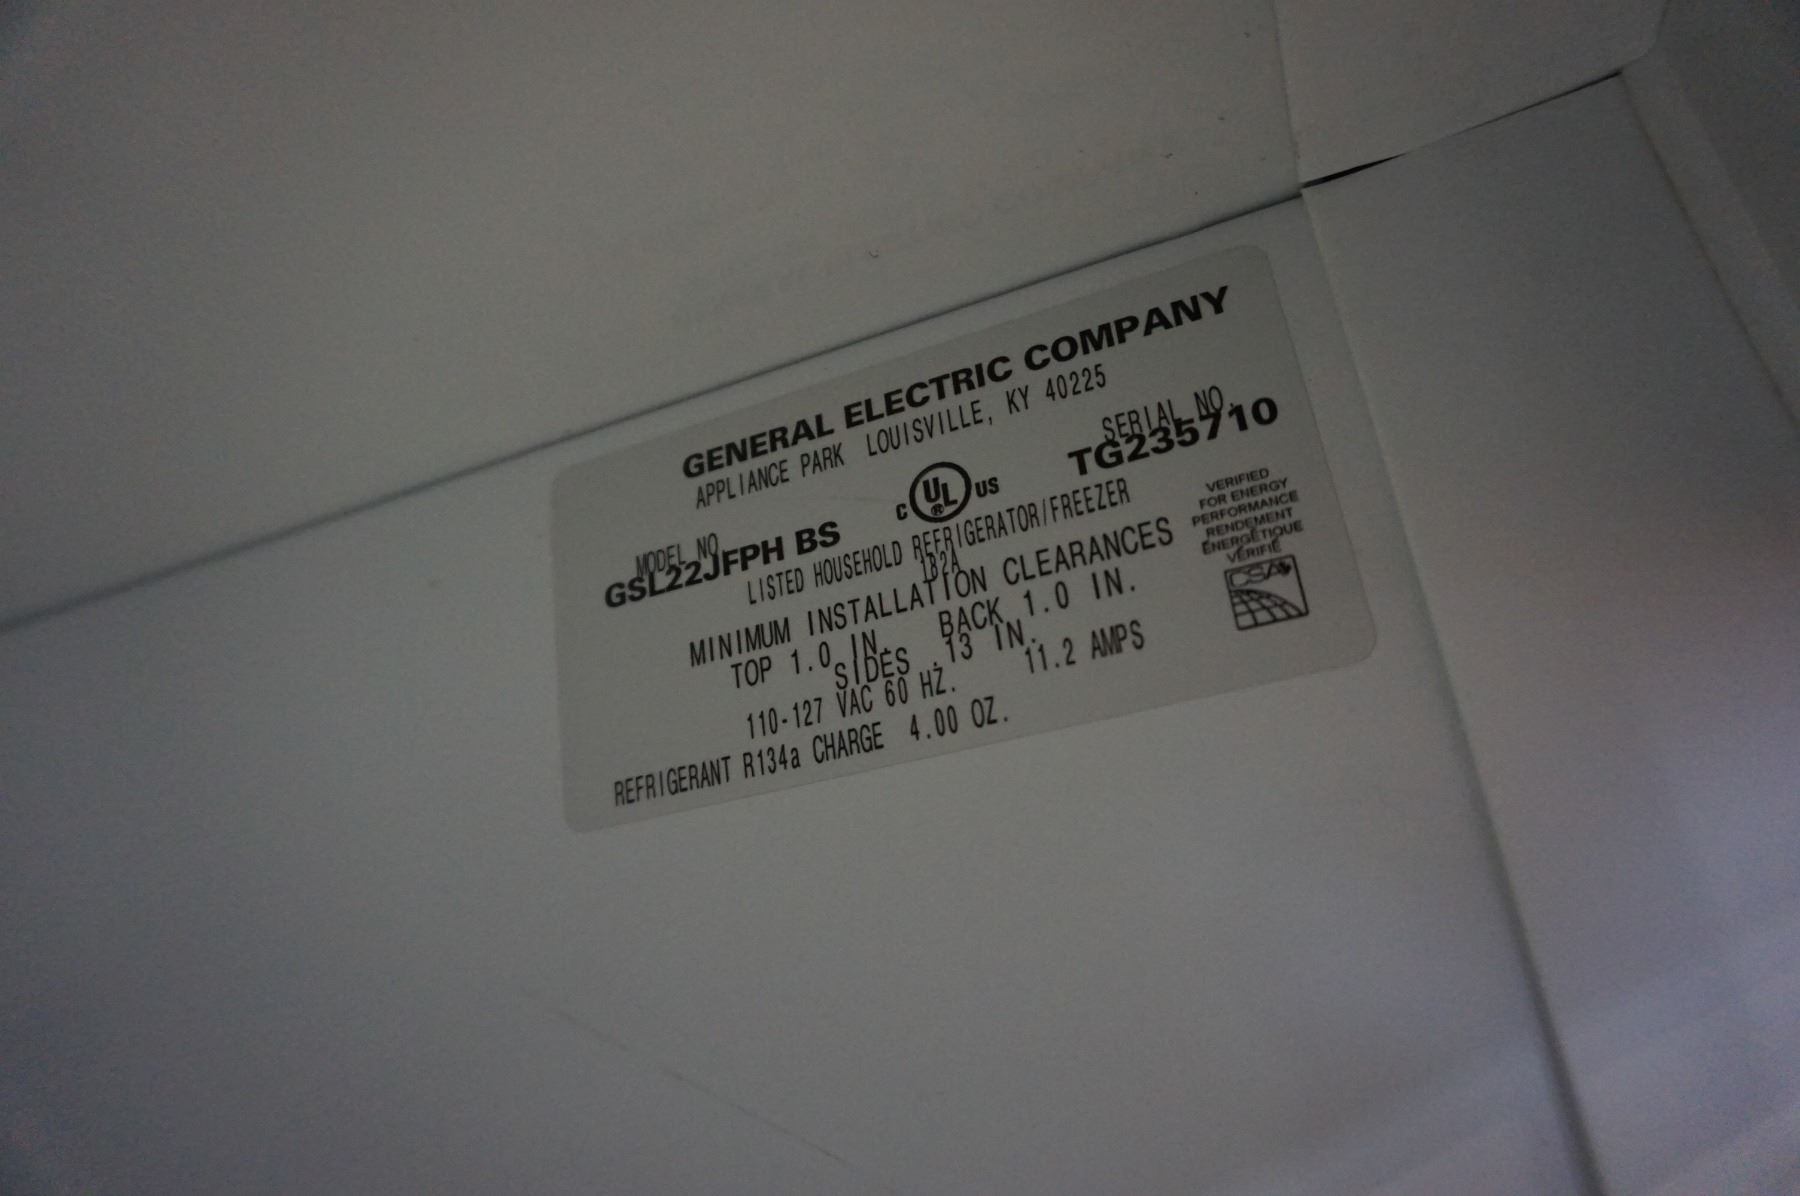 GENERAL ELECTRIC COMPANY
APPLIANCE PARK LOUISVILLE, KY 40225
MODEL NO.
GSL22JFPH BS
C UL® US
SERIAL NO.
TG235710
LISTED HOUSEHOLD REFRIGERATOR/FREEZER
1B2A
MINIMUM INSTALLATION CLEARANCES
TOP 1.0 IN. BACK 1.0 IN.
SIDES .13 IN.
110-127 VAC 60 HZ. 11.2 AMPS
REFRIGERANT R134a CHARGE 4.00 OZ.
VERIFIED
FOR ENERGY
PERFORMANCE
RENDEMENT
ÉNERGÉTIQUE
VÉRIFIÉ
CSA